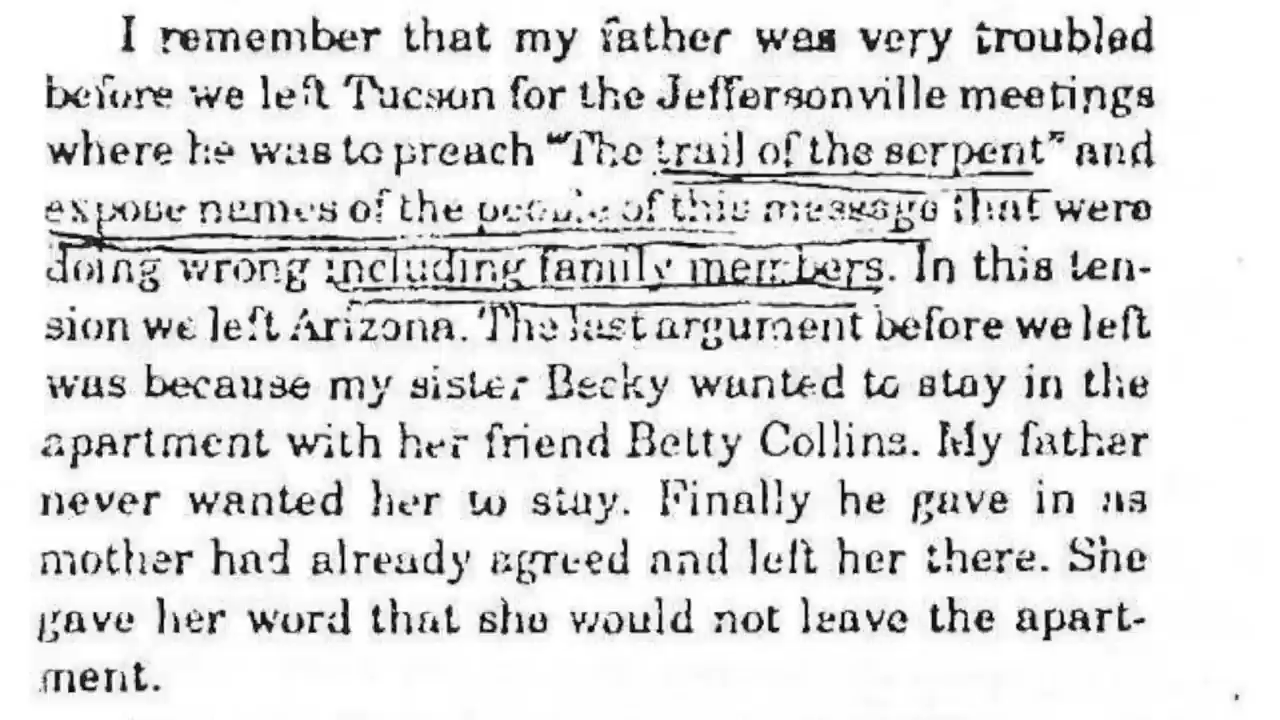 I remember that my father was very troubled
before we left Tucson for the Jeffersonville meetings
where he was to preach "The trail of the serpent" and
expose names of the people of this message that were
doing wrong including family members. In this ten-
sion we left Arizona. The last argument before we left
was because my sister Becky wanted to stay in the
apartment with her friend Betty Collins. My father
never wanted her to stay. Finally he gave in as
mother had already agreed and left her there. She
gave her word that she would not leave the apart-
ment.